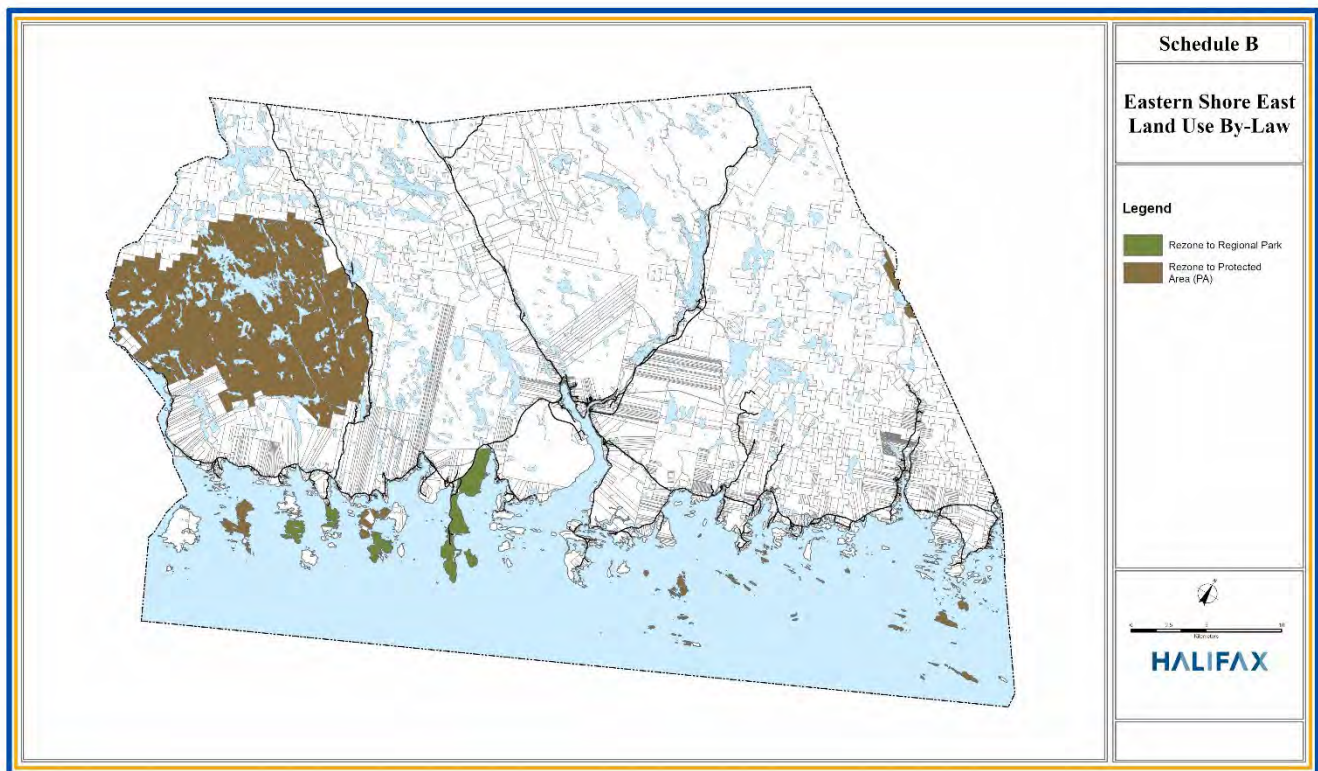 Schedule B
Eastern Shore East
Land Use By-Law
Legend
Rezone to Regional Park
Rezone to Protected
Area (PA)
Kilometres
HALIFAX